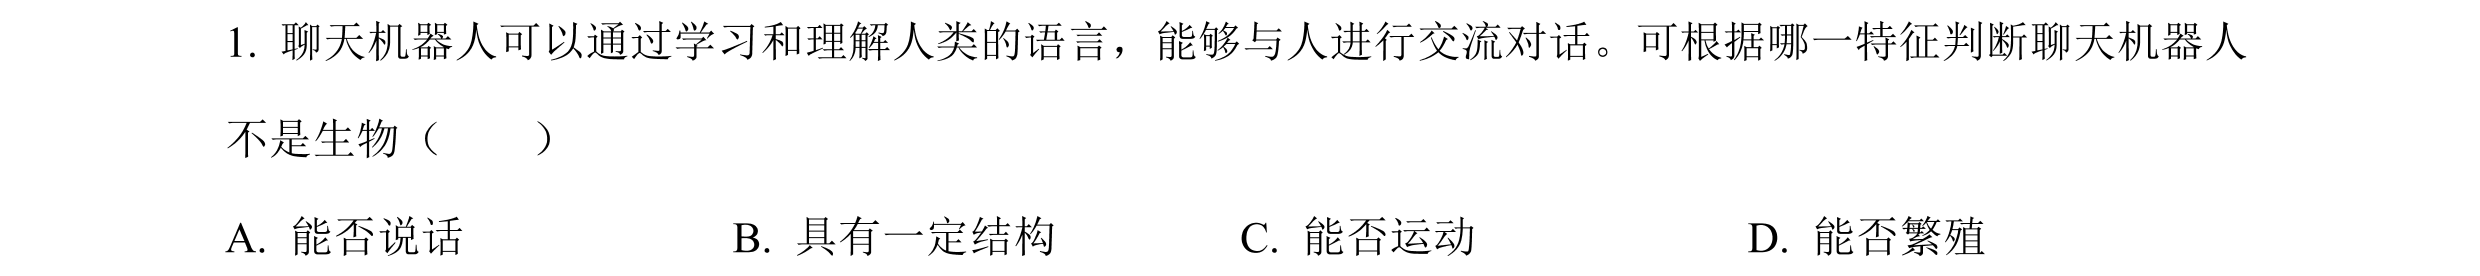 1. 聊天机器人可以通过学习和理解人类的语言，能够与人进行交流对话。可根据哪一特征判断聊天机器人
不是生物（　　）
A. 能否说话 B. 具有一定结构 C. 能否运动 D. 能否繁殖